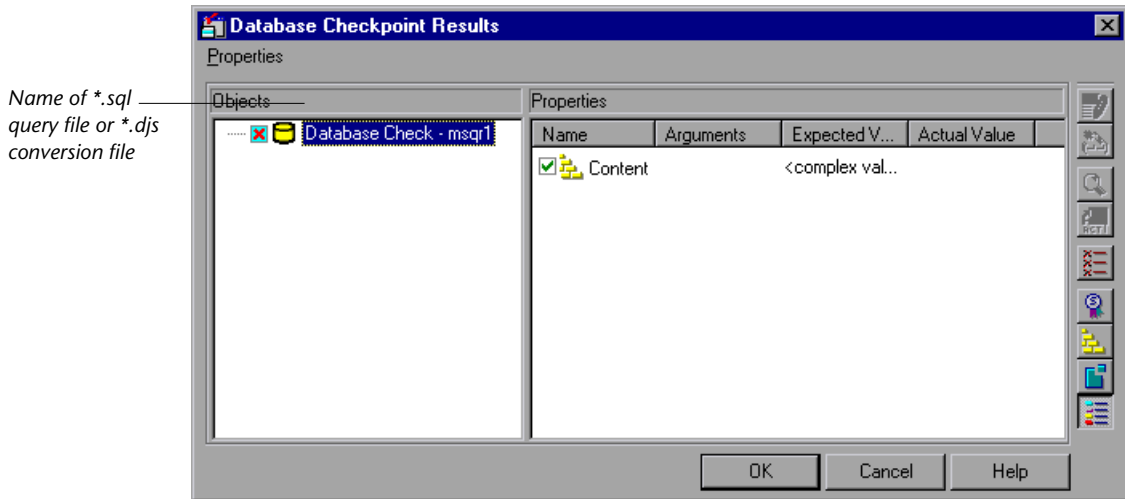 Database Checkpoint Results
Properties
Name of *.sql
query file or *.djs
conversion file
Objects
Database Check - msqr1
Properties
Name Arguments Expected V... Actual Value
Content <complex val...
ACTI
OK Cancel Help